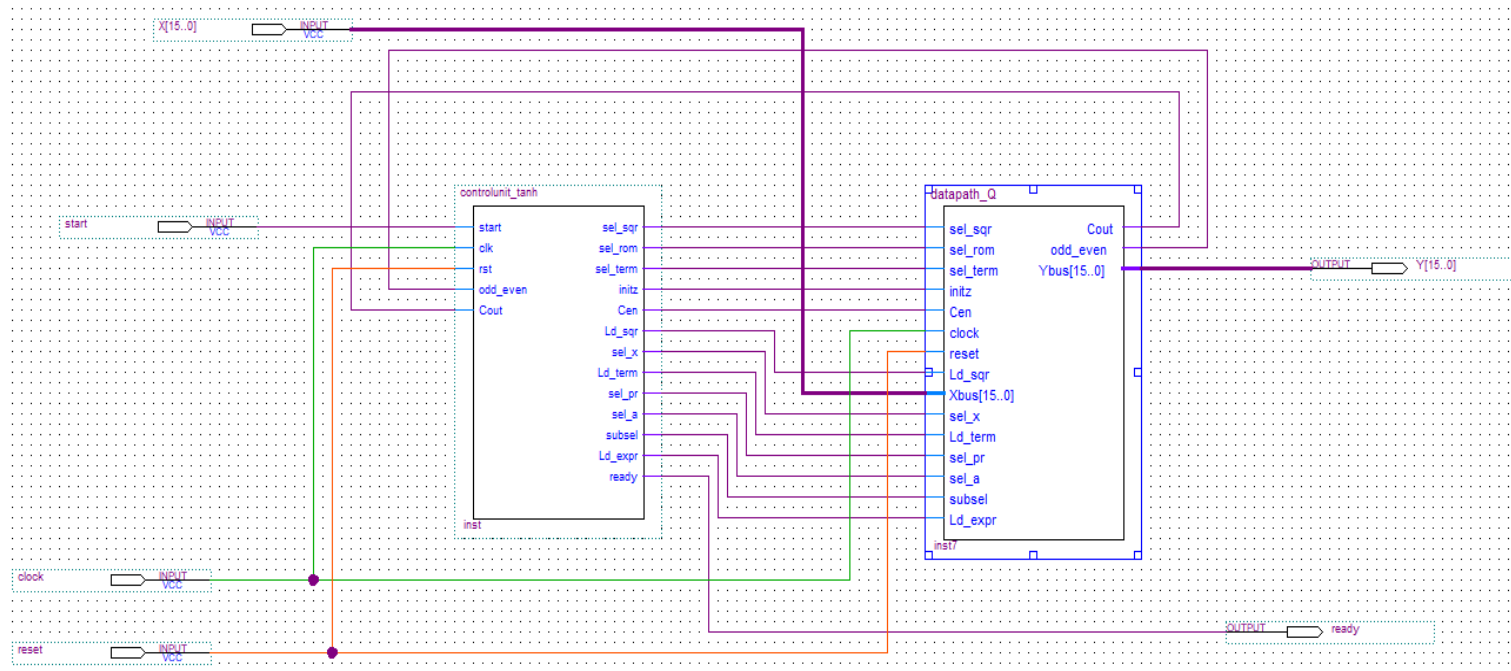 X[15..0]
INPUT
VCC
controlunit_tanh
start
clk
rst
odd_even
Cout
sel_sqr
sel_rom
sel_term
initz
Cen
Ld_sqr
sel_x
Ld_term
sel_pr
sel_a
subsel
Ld_expr
ready
inst
datapath_Q
sel_sqr
sel_rom
sel_term
initz
Cen
clock
reset
Ld_sqr
Xbus[15..0]
sel_x
Ld_term
sel_pr
sel_a
subsel
Ld_expr
Cout
odd_even
Ybus[15..0]
inst7
start
INPUT
VCC
OUTPUT
Y[15..0]
clock
INPUT
VCC
OUTPUT
ready
reset
INPUT
VCC